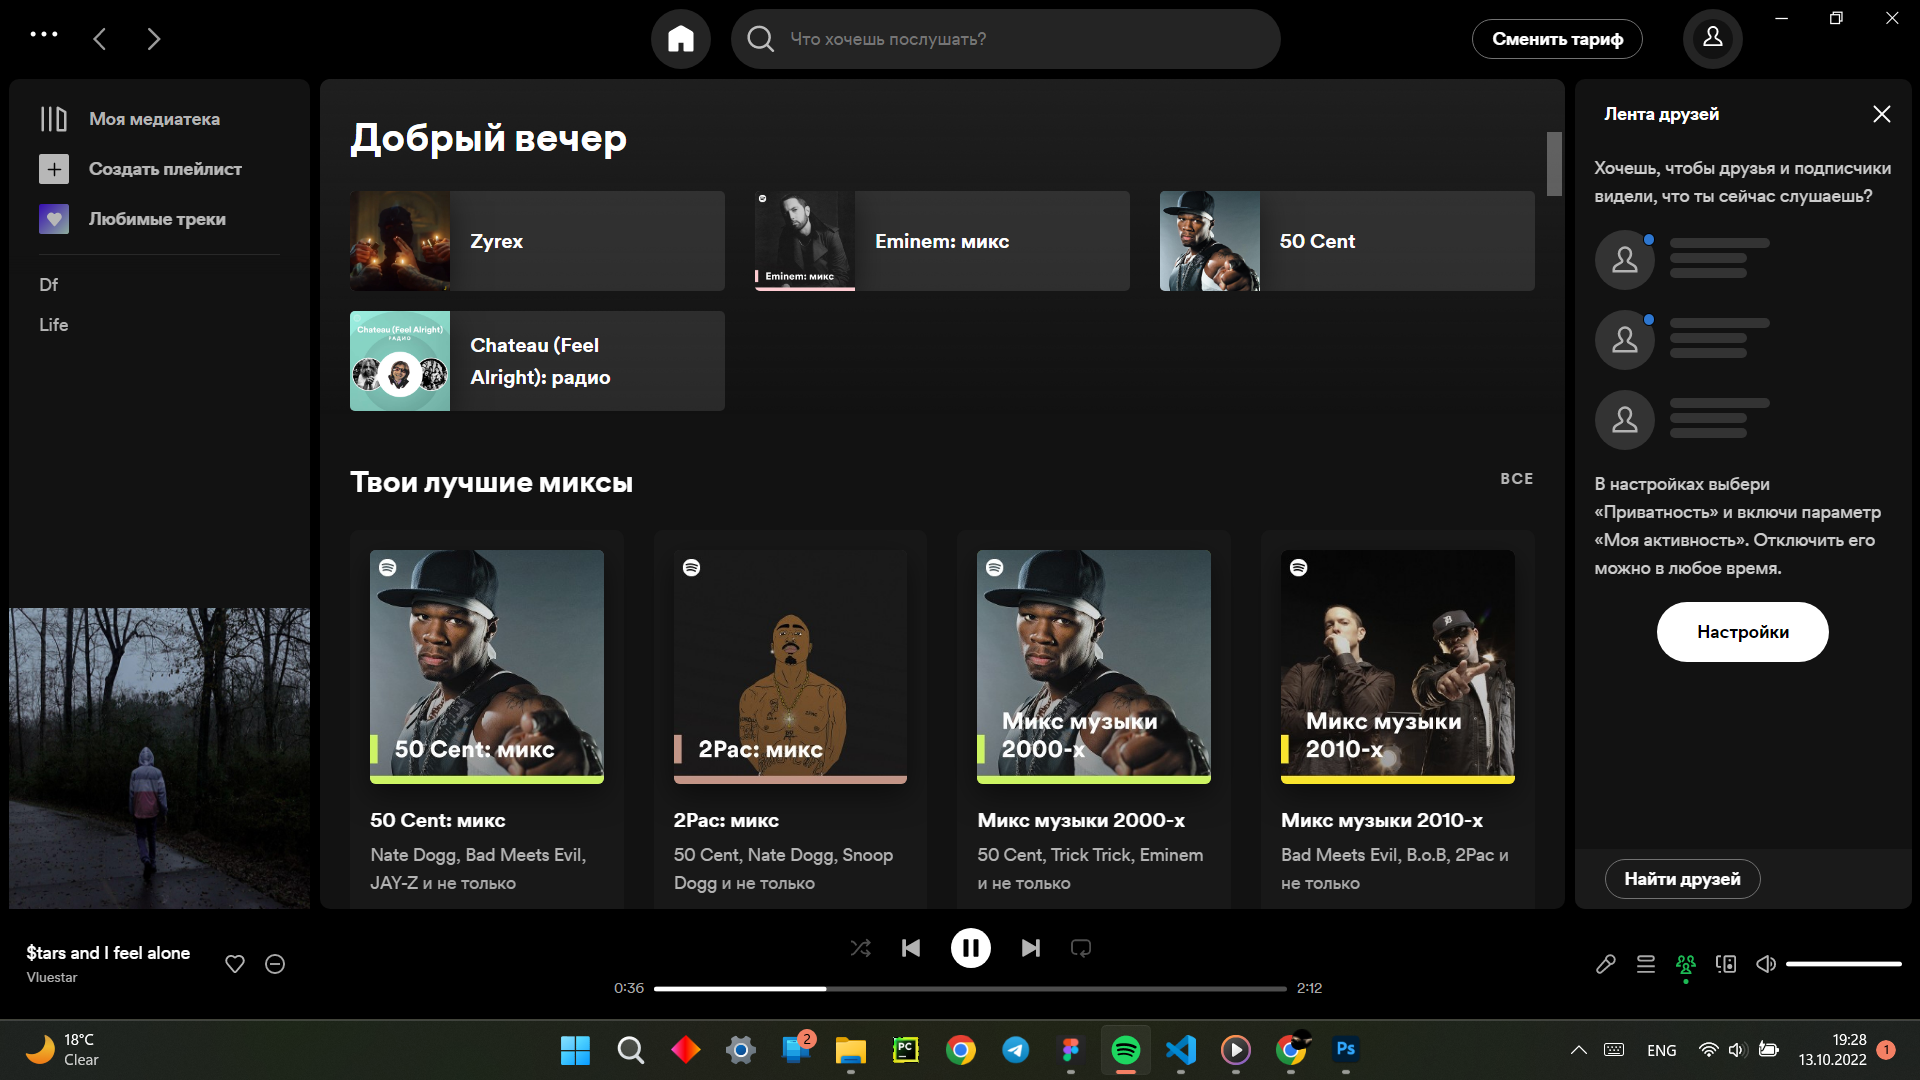 Что хочешь послушать?
Сменить тариф
Моя медиатека
Создать плейлист
Любимые треки
Df
Life
Добрый вечер
Zyrex
Eminem: микс
Eminem: микс
50 Cent
Chateau (Feel Alright)
РАДИО
Chateau (Feel
Alright): радио
Твои лучшие миксы
ВСЕ
50 Cent: микс
2Pac: микс
Микс музыки
2000-х
Микс музыки
2010-х
50 Cent: микс
Nate Dogg, Bad Meets Evil,
JAY-Z и не только
2Pac: микс
50 Cent, Nate Dogg, Snoop
Dogg и не только
Микс музыки 2000-х
50 Cent, Trick Trick, Eminem
и не только
Микс музыки 2010-х
Bad Meets Evil, B.o.B, 2Pac и
не только
Лента друзей
Хочешь, чтобы друзья и подписчики
видели, что ты сейчас слушаешь?
В настройках выбери
«Приватность» и включи параметр
«Моя активность». Отключить его
можно в любое время.
Настройки
Найти друзей
$tars and I feel alone
Vluestar
0:36
2:12
18°C
Clear
2
PC
Ps
ENG
19:28
13.10.2022
1